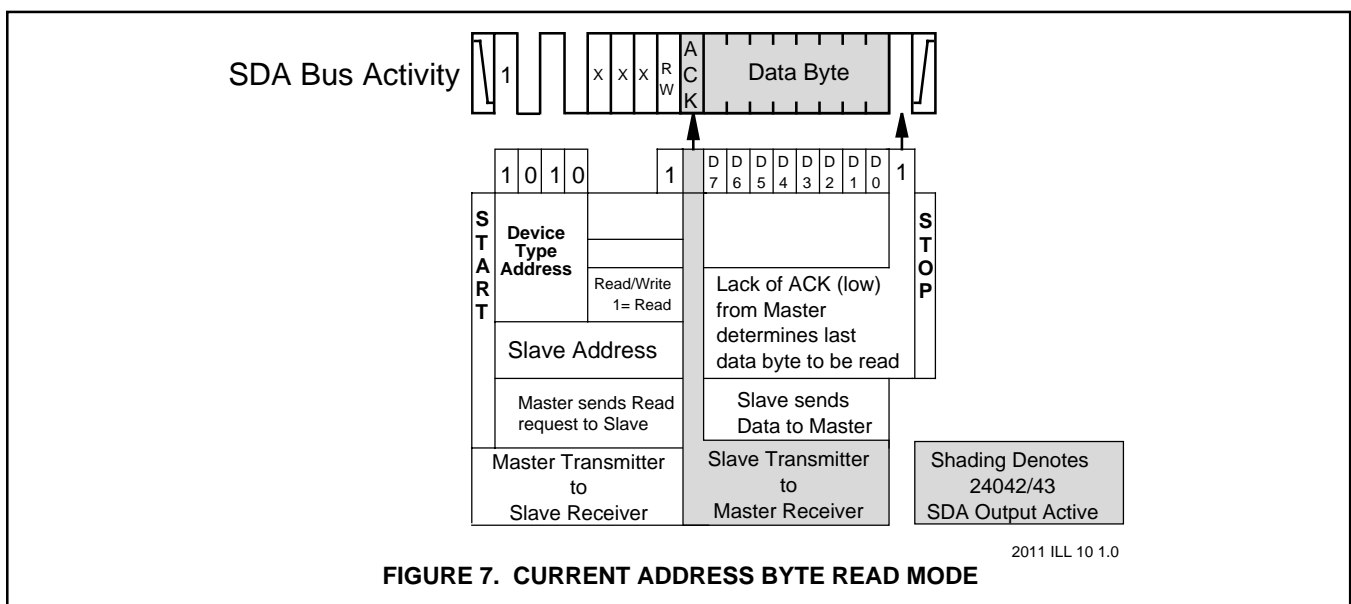 SDA Bus Activity
1
X X X
R
W
A
C
K
Data Byte
1 0 1 0
1
D D D D D D D D
7 6 5 4 3 2 1 0
1
START
Device
Type
Address
Read/Write
1= Read
Slave Address
Lack of ACK (low)
from Master
determines last
data byte to be read
STOP
Master sends Read
request to Slave
Slave sends
Data to Master
Master Transmitter
to
Slave Receiver
Slave Transmitter
to
Master Receiver
Shading Denotes
24042/43
SDA Output Active
2011 ILL 10 1.0
FIGURE 7. CURRENT ADDRESS BYTE READ MODE